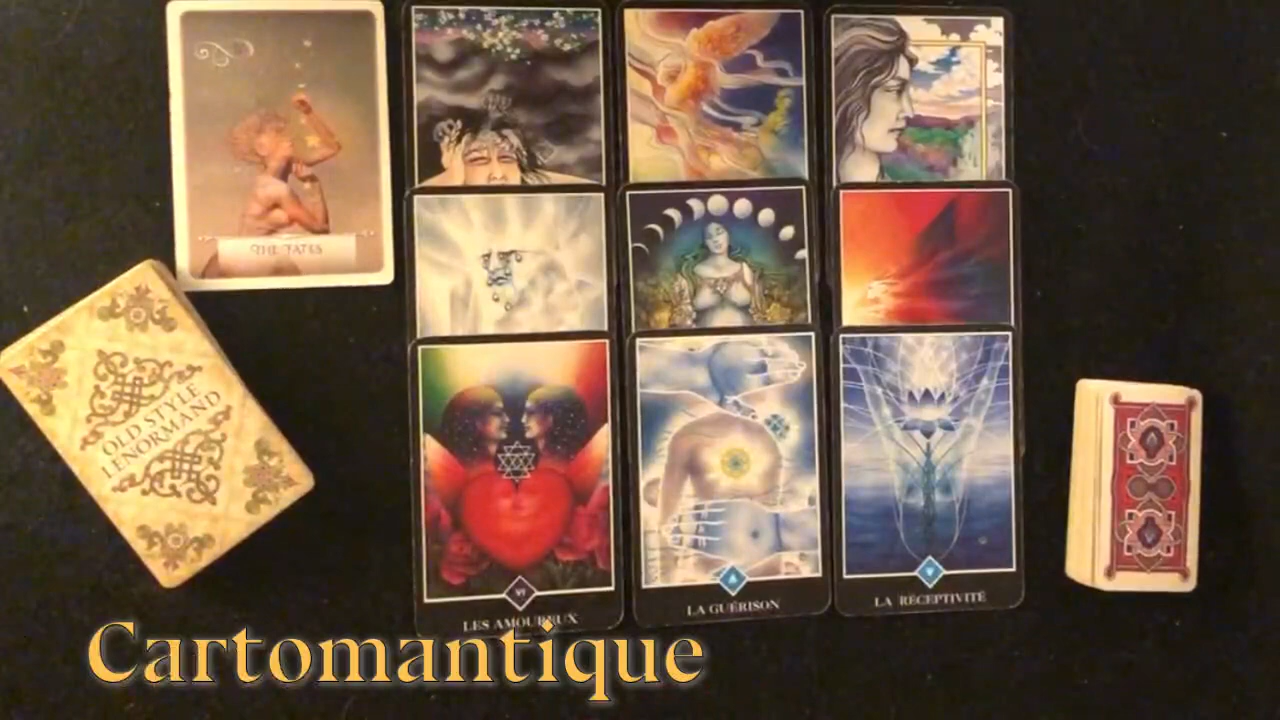 THE FATES
OLD STYLE
LENORMAND
VI
LES AMOUREUX
LA GUÉRISON
LA RÉCEPTIVITÉ
Cartomantique